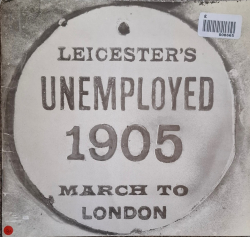 LEICESTER'S
UNEMPLOYED
1905
MARCH TO
LONDON